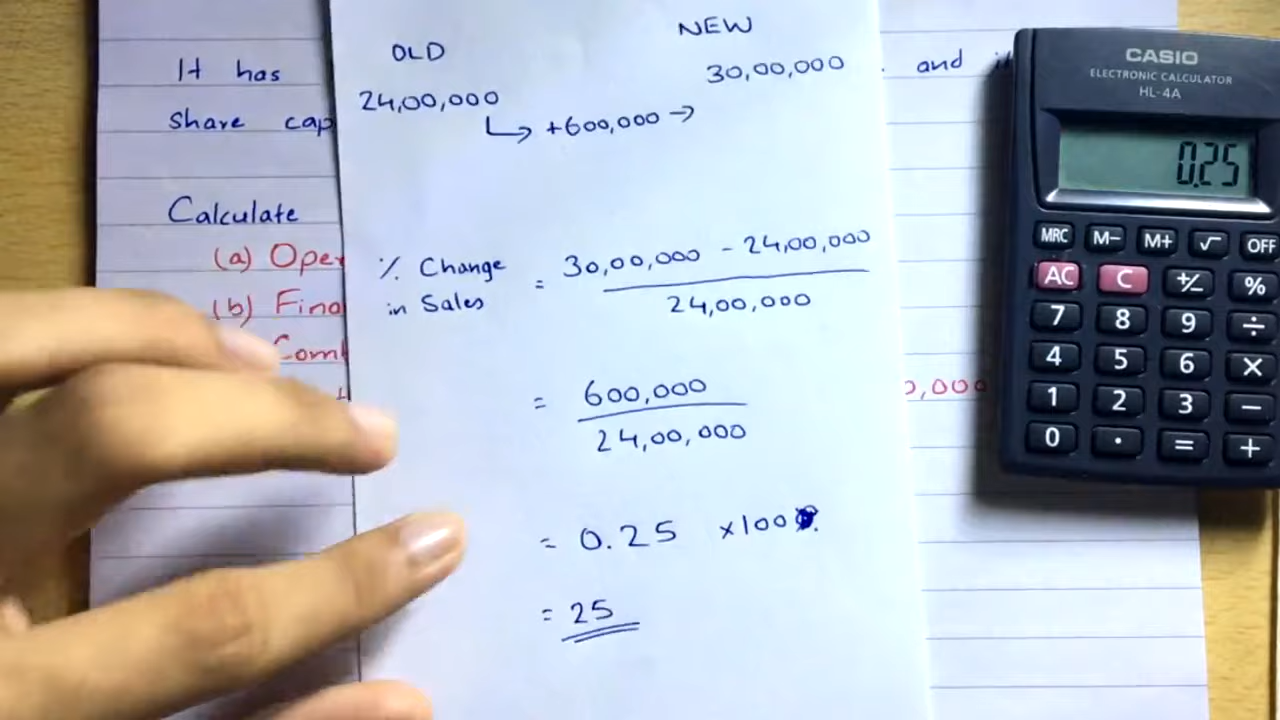 It has
share cap
Calculate
(a) Oper
(b) Fina
Com
and
0,000
OLD
NEW
24,00,000
30,00,000
+600,000
% Change in Sales = 30,00,000 - 24,00,000
24,00,000
= 600,000
24,00,000
= 0.25 x100
= 25
CASIO
ELECTRONIC CALCULATOR
HL-4A
0.25
MRC M- M+ √ OFF
AC C +/- %
7 8 9 ÷
4 5 6 ×
1 2 3 -
0 . = +